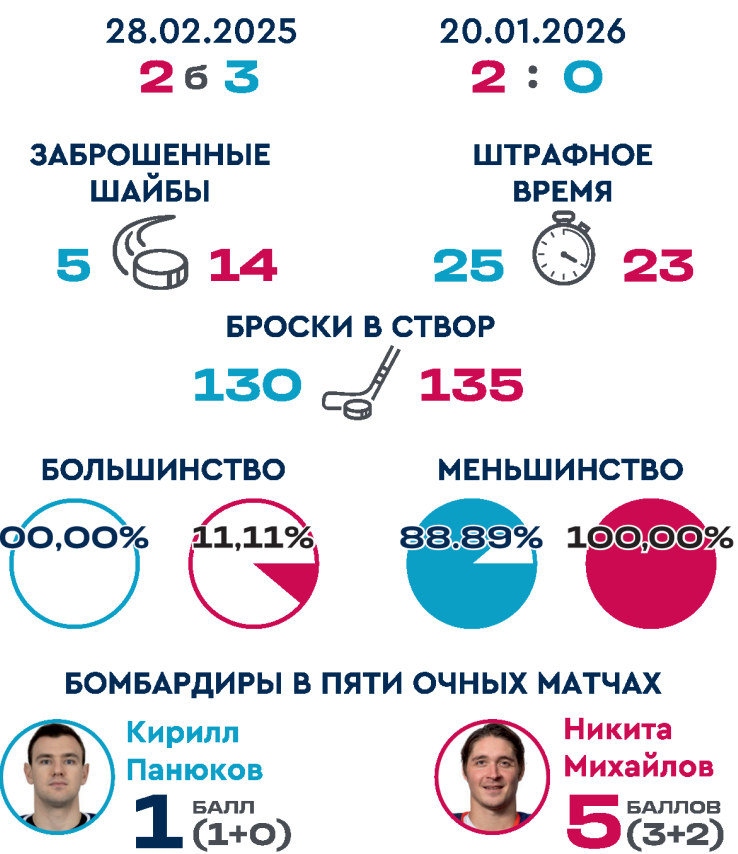 28.02.2025 20.01.2026
2 б 3 2 : 0
ЗАБРОШЕННЫЕ
ШАЙБЫ
5 14
ШТРАФНОЕ
ВРЕМЯ
25 23
БРОСКИ В СТВОР
130 135
БОЛЬШИНСТВО МЕНЬШИНСТВО
00,00% 11,11% 88.89% 100,00%
БОМБАРДИРЫ В ПЯТИ ОЧНЫХ МАТЧАХ
Кирилл
Панюков
1 БАЛЛ
(1+0)
Никита
Михайлов
5 БАЛЛОВ
(3+2)